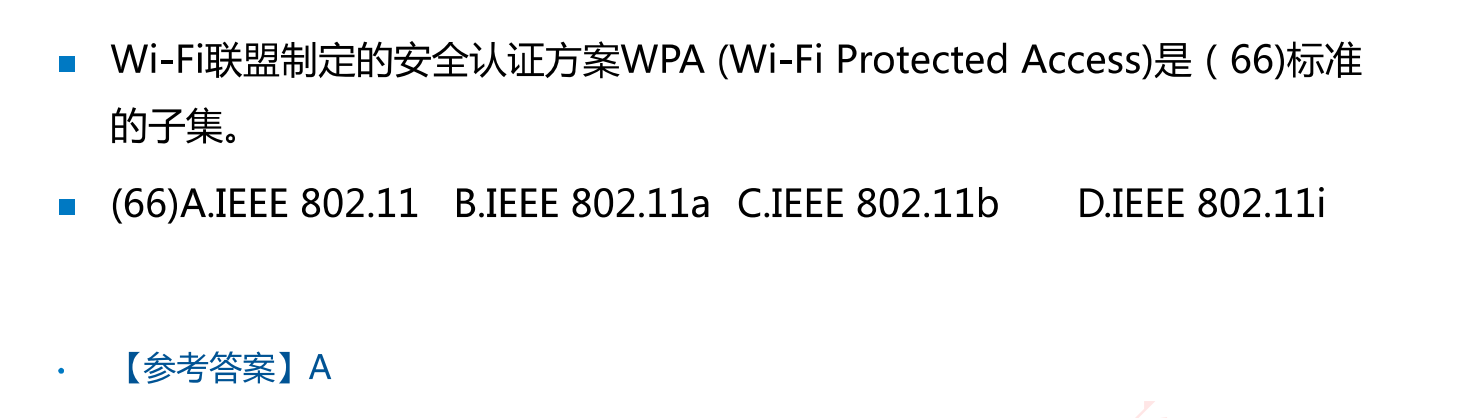 ■ Wi-Fi联盟制定的安全认证方案WPA (Wi-Fi Protected Access)是 ( 66)标准
的子集。
■ (66)A.IEEE 802.11 B.IEEE 802.11a C.IEEE 802.11b D.IEEE 802.11i
• 【参考答案】A